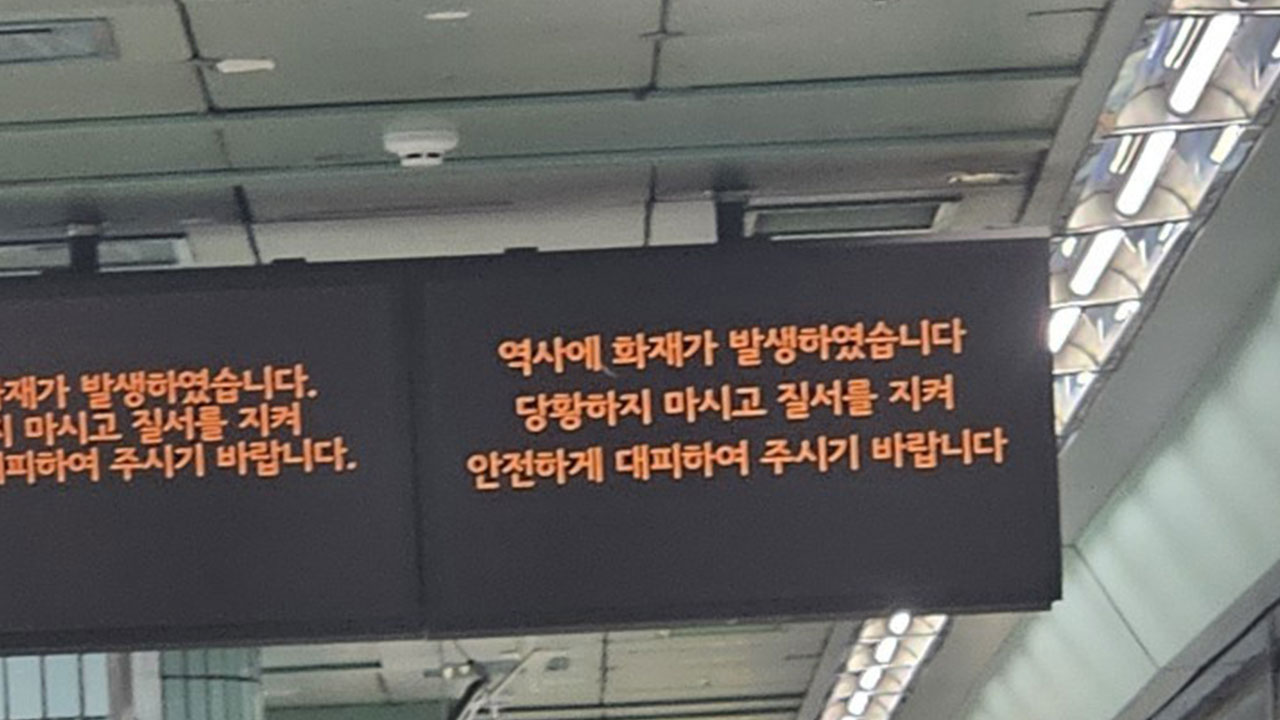 발생하였습니다.
마시고 질서를 지켜
주시기 바랍니다.
역사에 화재가 발생하였습니다
당황하지 마시고 질서를 지켜
안전하게 대피하여 주시기 바랍니다